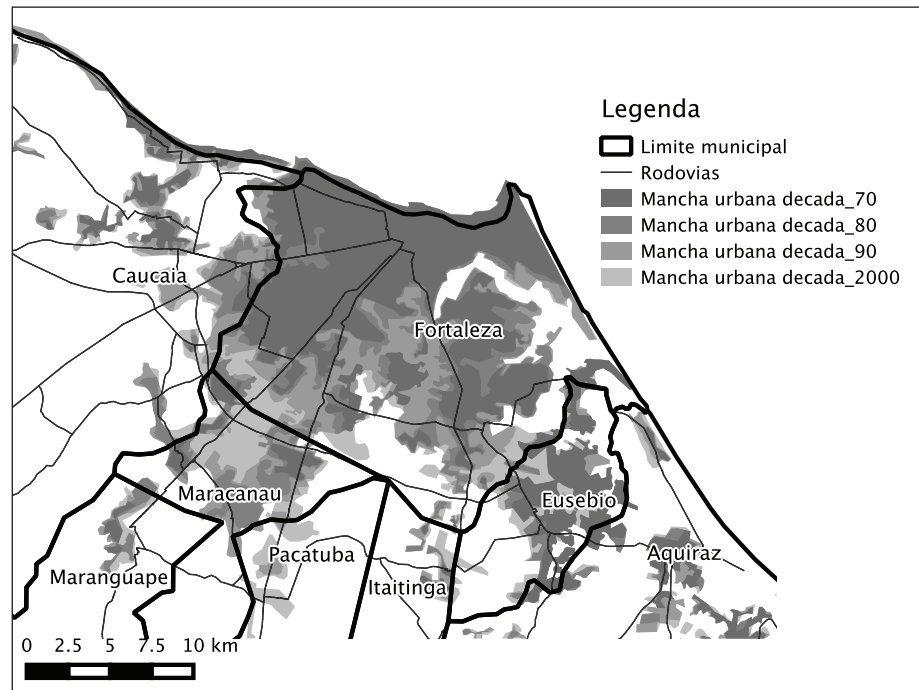 Legenda
Limite municipal
Rodovias
Mancha urbana decada_70
Mancha urbana decada_80
Mancha urbana decada_90
Mancha urbana decada_2000
Caucaia
Fortaleza
Maracanau
Eusebio
Pacatuba
Aquiraz
Maranguape
Itaitinga
0 2.5 5 7.5 10 km